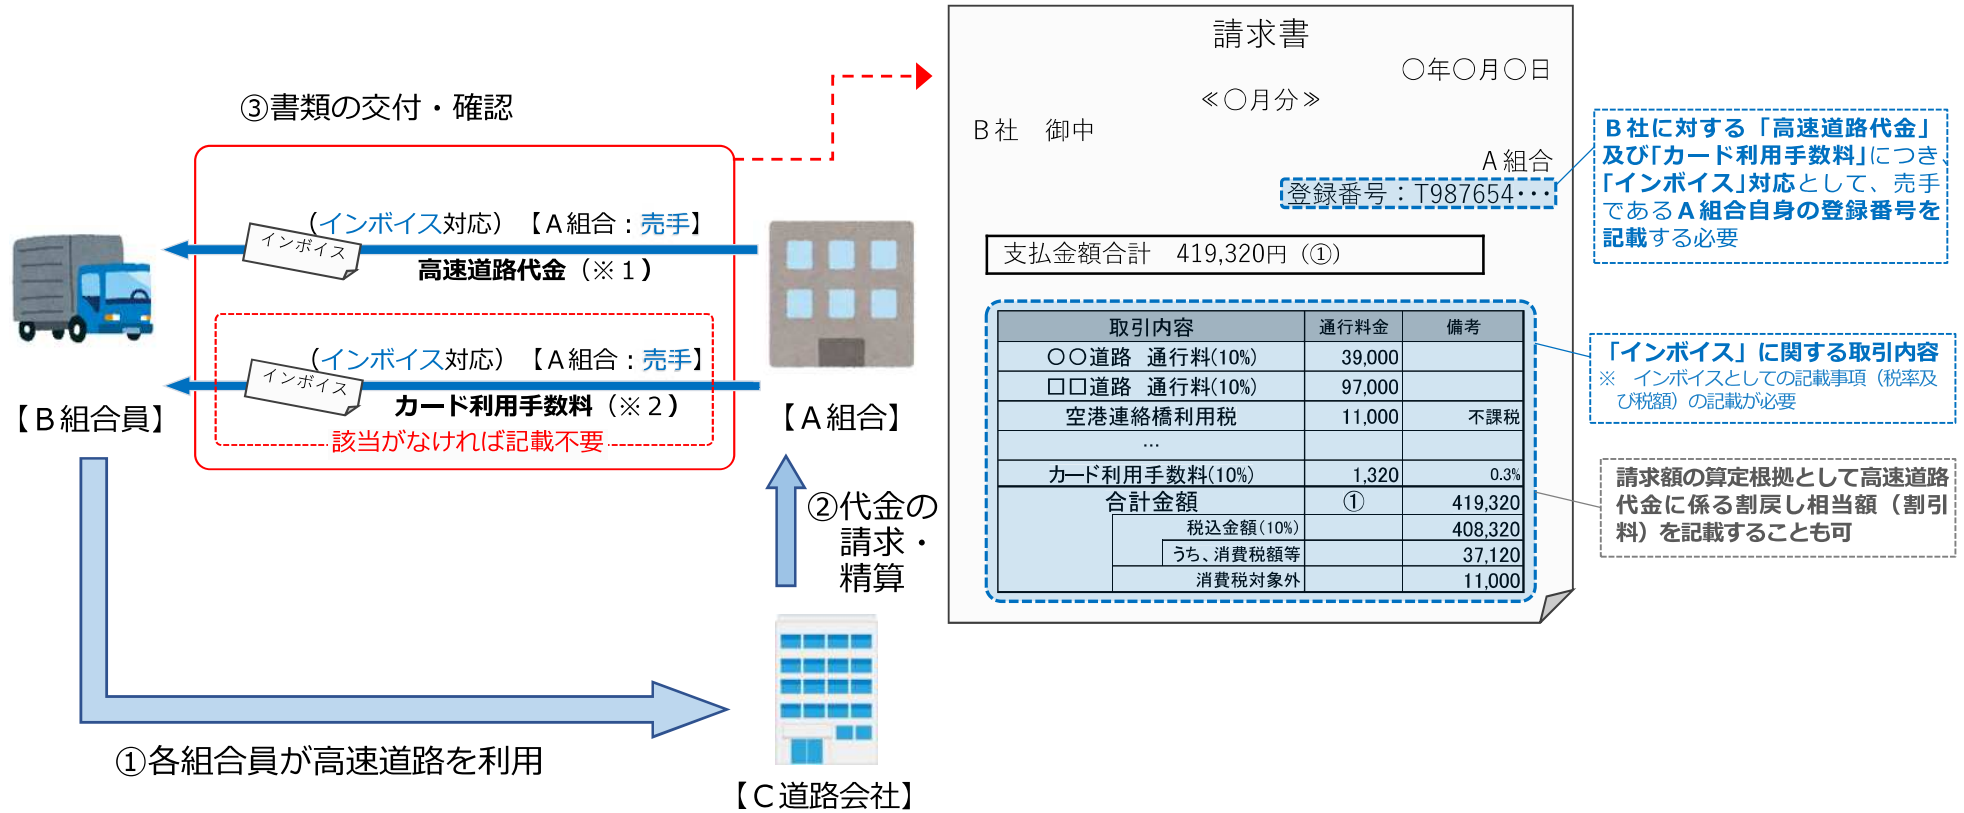 ③書類の交付・確認
（インボイス対応）【Ａ組合：売手】
インボイス
高速道路代金（※１）
（インボイス対応）【Ａ組合：売手】
インボイス
カード利用手数料（※２）
該当がなければ記載不要
【Ｂ組合員】
【Ａ組合】
②代金の
請求・
精算
①各組合員が高速道路を利用
【Ｃ道路会社】
請求書
〇年〇月〇日
≪〇月分≫
Ｂ社　御中
Ａ組合
登録番号：T987654･･･
支払金額合計　419,320円（①）
取引内容 通行料金 備考
〇〇道路　通行料(10%) 39,000
□□道路　通行料(10%) 97,000
空港連絡橋利用税 11,000 不課税
…
カード利用手数料(10%) 1,320 0.3%
合計金額 ① 419,320
税込金額(10%) 408,320
うち、消費税額等 37,120
消費税対象外 11,000
Ｂ社に対する「高速道路代金」
及び「カード利用手数料」につき、
「インボイス」対応として、売手
であるＡ組合自身の登録番号を
記載する必要
「インボイス」に関する取引内容
※　インボイスとしての記載事項（税率及
び税額）の記載が必要
請求額の算定根拠として高速道路
代金に係る割戻し相当額（割引
料）を記載することも可